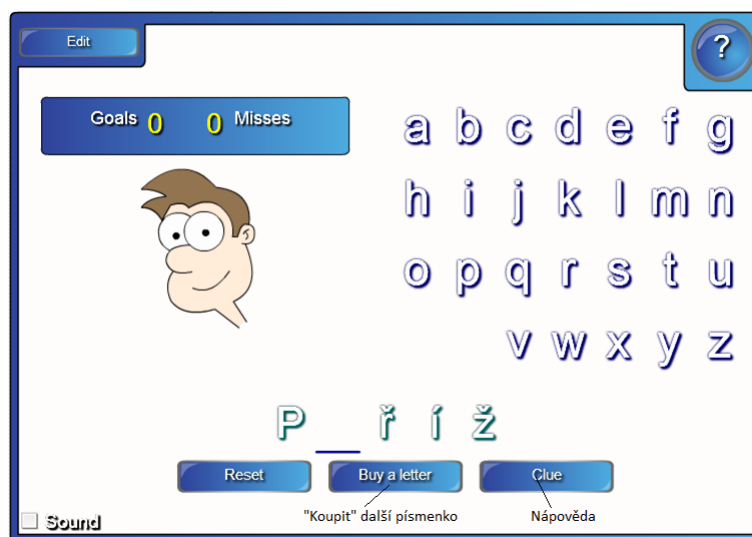 Edit
?
Goals 0 0 Misses
a b c d e f g
h i j k l m n
o p q r s t u
v w x y z
P _ ř í ž
Reset Buy a letter Clue
"Koupit" další písmenko Nápověda
Sound